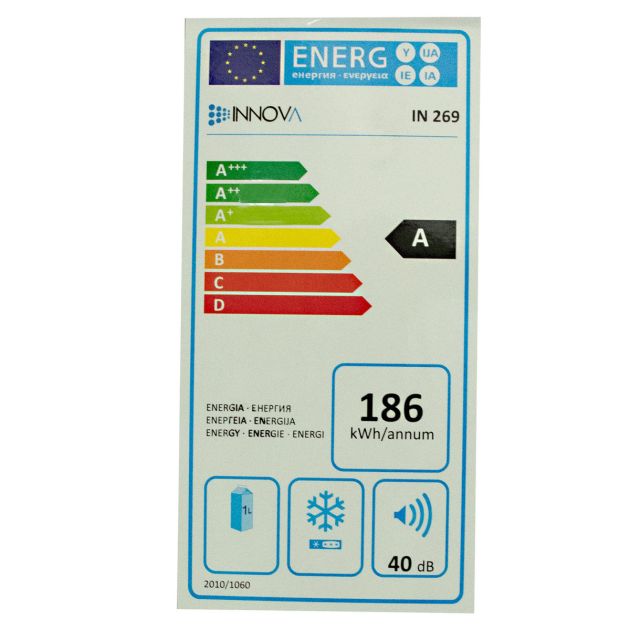 ENERG Y IJA
енергия · ενεργεια IE IA
INNOVA IN 269
A+++
A++
A+
A A
B
C
D
186
kWh/annum
ENERGIA · ЕНЕРГИЯ
ΕΝΕΡΓΕΙΑ · ENERGIJA
ENERGY · ENERGIE · ENERGI
1L
40 dB
2010/1060